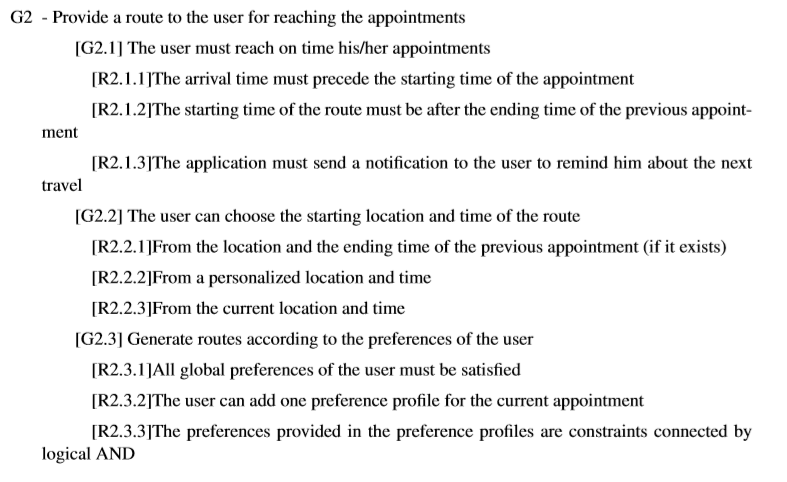 G2 - Provide a route to the user for reaching the appointments
[G2.1] The user must reach on time his/her appointments
[R2.1.1]The arrival time must precede the starting time of the appointment
[R2.1.2]The starting time of the route must be after the ending time of the previous appoint-
ment
[R2.1.3]The application must send a notification to the user to remind him about the next
travel
[G2.2] The user can choose the starting location and time of the route
[R2.2.1]From the location and the ending time of the previous appointment (if it exists)
[R2.2.2]From a personalized location and time
[R2.2.3]From the current location and time
[G2.3] Generate routes according to the preferences of the user
[R2.3.1]All global preferences of the user must be satisfied
[R2.3.2]The user can add one preference profile for the current appointment
[R2.3.3]The preferences provided in the preference profiles are constraints connected by
logical AND